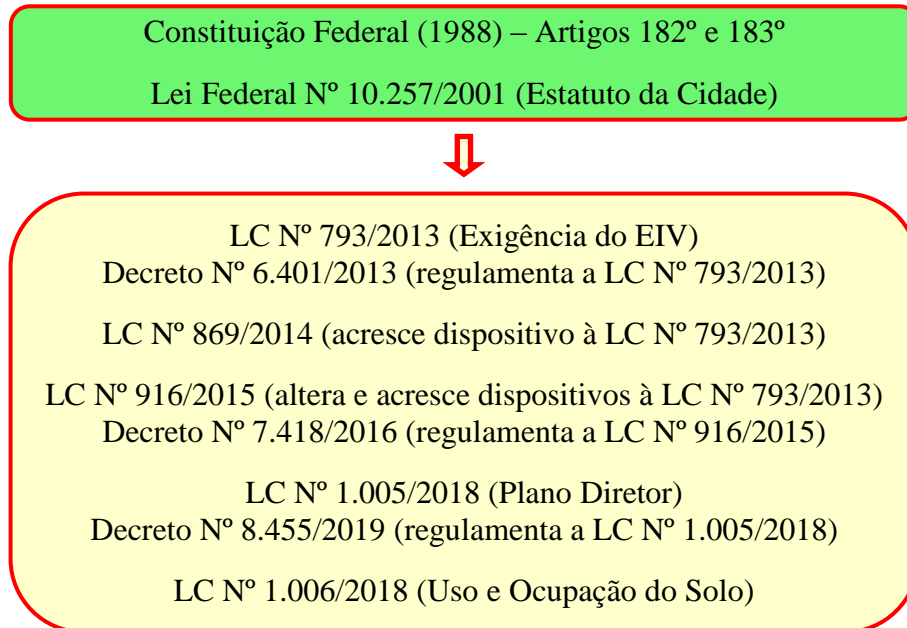 Constituição Federal (1988) – Artigos 182º e 183º
Lei Federal Nº 10.257/2001 (Estatuto da Cidade)
LC Nº 793/2013 (Exigência do EIV)
Decreto Nº 6.401/2013 (regulamenta a LC Nº 793/2013)
LC Nº 869/2014 (acresce dispositivo à LC Nº 793/2013)
LC Nº 916/2015 (altera e acresce dispositivos à LC Nº 793/2013)
Decreto Nº 7.418/2016 (regulamenta a LC Nº 916/2015)
LC Nº 1.005/2018 (Plano Diretor)
Decreto Nº 8.455/2019 (regulamenta a LC Nº 1.005/2018)
LC Nº 1.006/2018 (Uso e Ocupação do Solo)